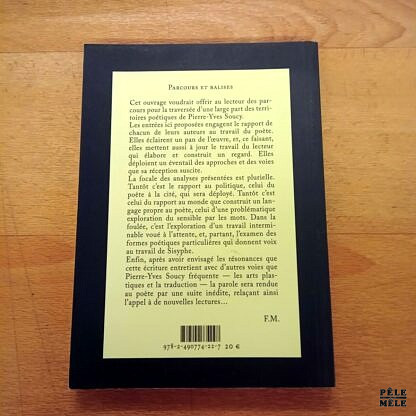 PARCOURS ET BALISES
Cet ouvrage voudrait offrir au lecteur des par-
cours pour la traversée d'une large part des terri-
toires poétiques de Pierre-Yves Soucy.
Les entrées ici proposées engagent le rapport de
chacun de leurs auteurs au travail du poète.
Elles éclairent un pan de l'œuvre, et, ce faisant,
elles mettent aussi à jour le travail du lecteur
qui élabore et construit un regard. Elles
déploient un éventail des approches et des voies
que sa réception suscite.
La focale des analyses présentées est plurielle.
Tantôt c'est le rapport au politique, celui du
poète à la cité, qui sera déployé. Tantôt c'est
celui du rapport au monde que construit un lan-
gage propre au poète, celui d'une problématique
exploration du sensible par les mots. Dans la
foulée, c'est l'exploration d'un travail intermi-
nable voué à l'attente, et, partant, l'examen des
formes poétiques particulières qui donnent voix
au travail de Sisyphe.
Enfin, après avoir envisagé les résonances que
cette écriture entretient avec d'autres voies que
Pierre-Yves Soucy fréquente — les arts plas-
tiques et la traduction — la parole sera rendue
au poète par une suite inédite, relaçant ainsi
l'appel à de nouvelles lectures...
F.M.
978-2-490774-22-7 20 €
PÊLE
MÊLE